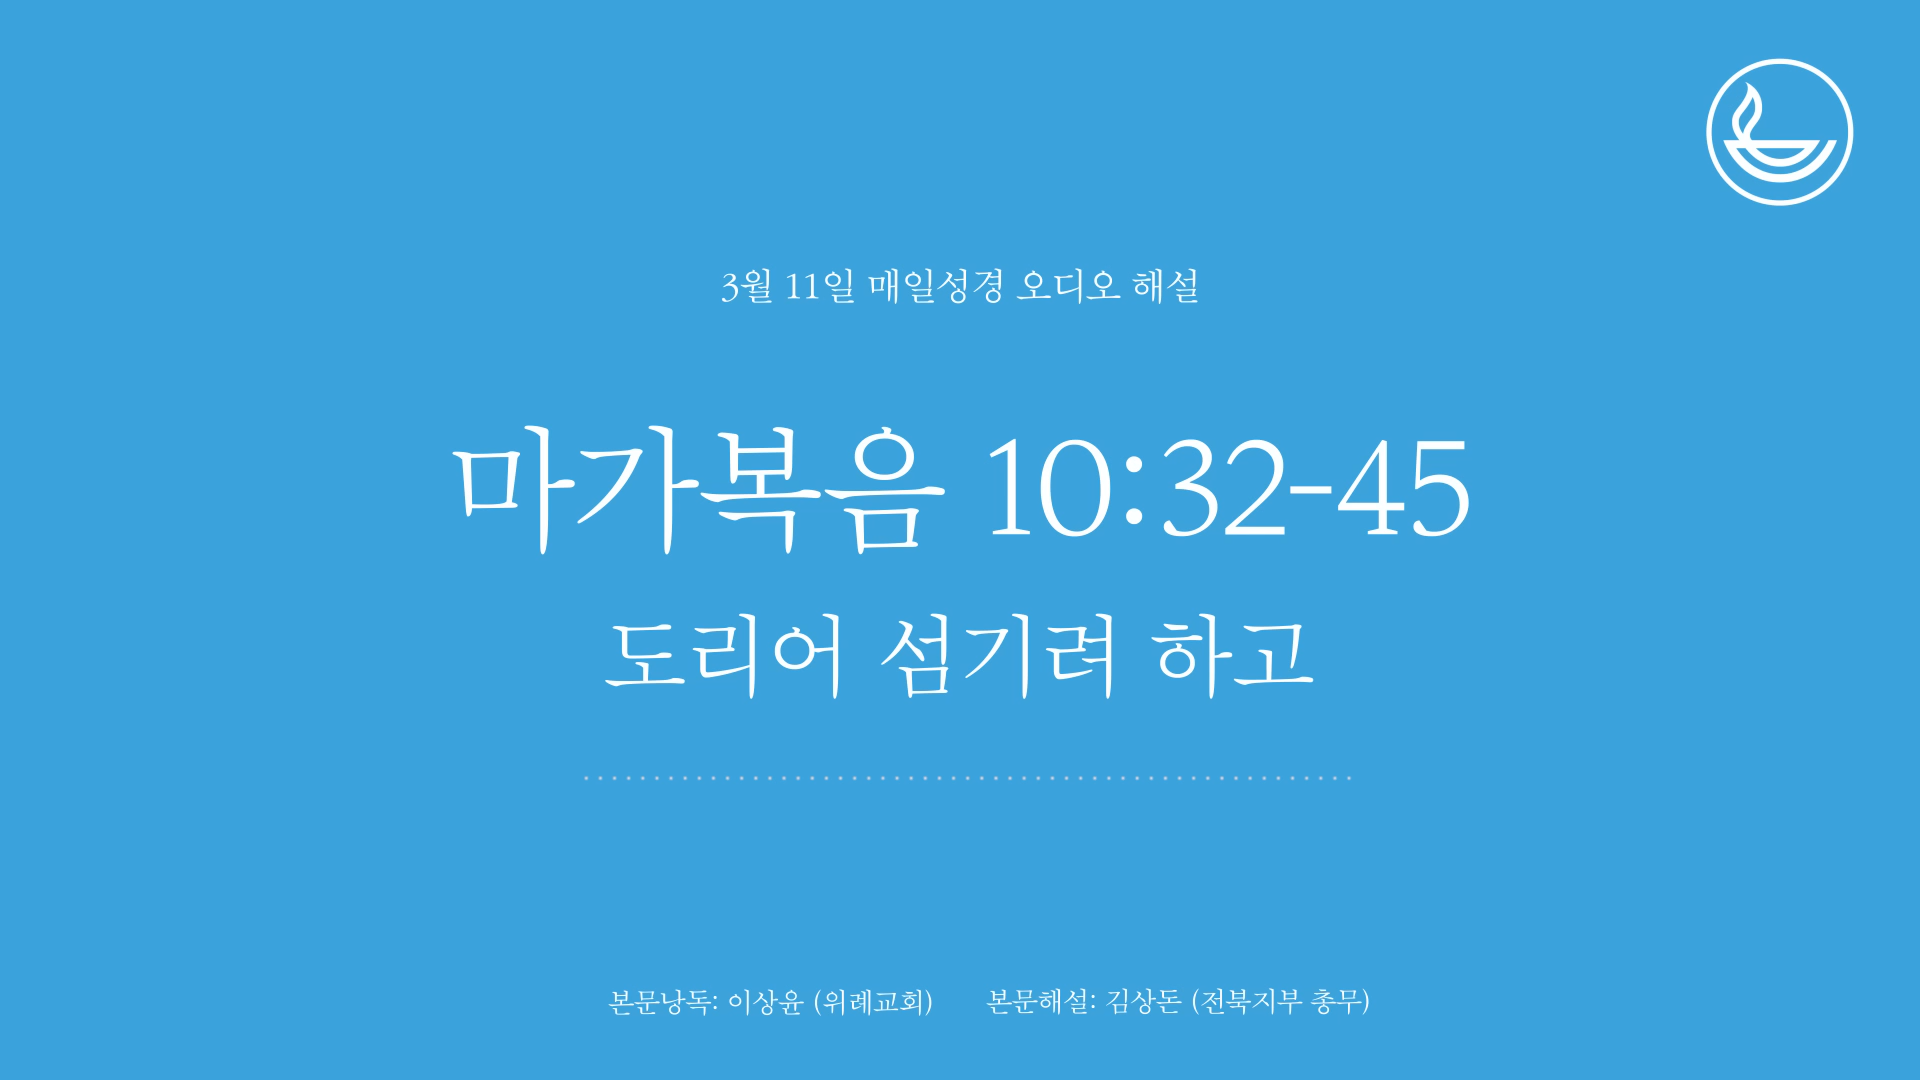 3월 11일 매일성경 오디오 해설
마가복음 10:32-45
도리어 섬기려 하고
본문낭독: 이상윤 (위례교회) 본문해설: 김상돈 (전북지부 총무)